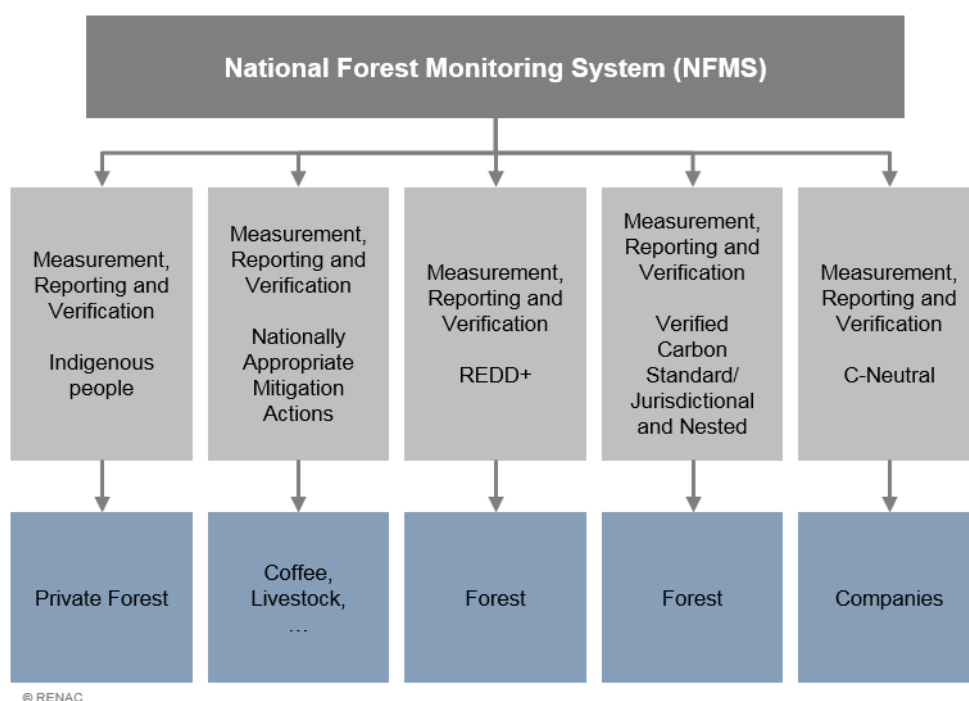 National Forest Monitoring System (NFMS)
Measurement,
Reporting and
Verification
Indigenous
people
Measurement,
Reporting and
Verification
Nationally
Appropriate
Mitigation
Actions
Measurement,
Reporting and
Verification
REDD+
Measurement,
Reporting and
Verification
Verified
Carbon
Standard/
Jurisdictional
and Nested
Measurement,
Reporting and
Verification
C-Neutral
Private Forest
Coffee,
Livestock,
...
Forest
Forest
Companies
© RENAC